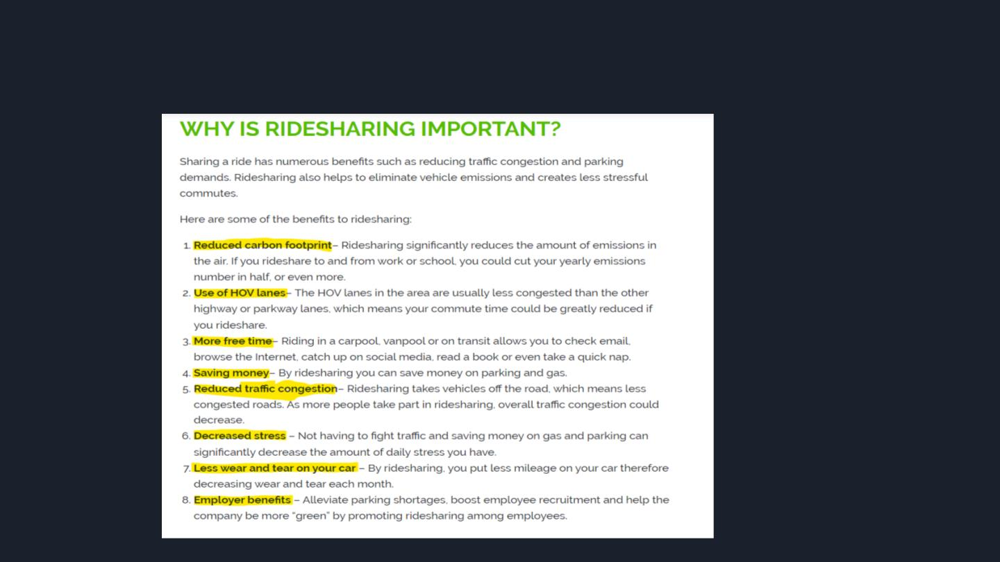 WHY IS RIDESHARING IMPORTANT?
Sharing a ride has numerous benefits such as reducing traffic congestion and parking
demands. Ridesharing also helps to eliminate vehicle emissions and creates less stressful
commutes.
Here are some of the benefits to ridesharing:
1. Reduced carbon footprint– Ridesharing significantly reduces the amount of emissions in
the air. If you rideshare to and from work or school, you could cut your yearly emissions
number in half, or even more.
2. Use of HOV lanes– The HOV lanes in the area are usually less congested than the other
highway or parkway lanes, which means your commute time could be greatly reduced if
you rideshare.
3. More free time– Riding in a carpool, vanpool or on transit allows you to check email,
browse the Internet, catch up on social media, read a book or even take a quick nap.
4. Saving money– By ridesharing you can save money on parking and gas.
5. Reduced traffic congestion– Ridesharing takes vehicles off the road, which means less
congested roads. As more people take part in ridesharing, overall traffic congestion could
decrease.
6. Decreased stress – Not having to fight traffic and saving money on gas and parking can
significantly decrease the amount of daily stress you have.
7. Less wear and tear on your car – By ridesharing, you put less mileage on your car therefore
decreasing wear and tear each month.
8. Employer benefits – Alleviate parking shortages, boost employee recruitment and help the
company be more “green” by promoting ridesharing among employees.